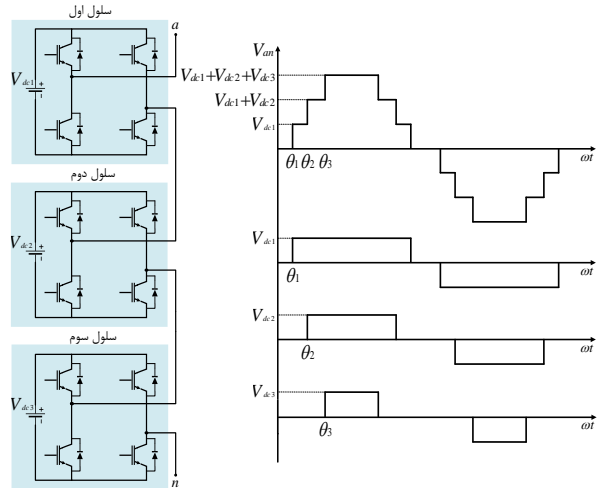 سلول اول
a
V_dc1
+
-
سلول دوم
V_dc2
+
-
سلول سوم
V_dc3
+
-
n
V_an
V_dc1+V_dc2+V_dc3
V_dc1+V_dc2
V_dc1
θ1 θ2 θ3
ωt
V_dc1
θ1
ωt
V_dc2
θ2
ωt
V_dc3
θ3
ωt